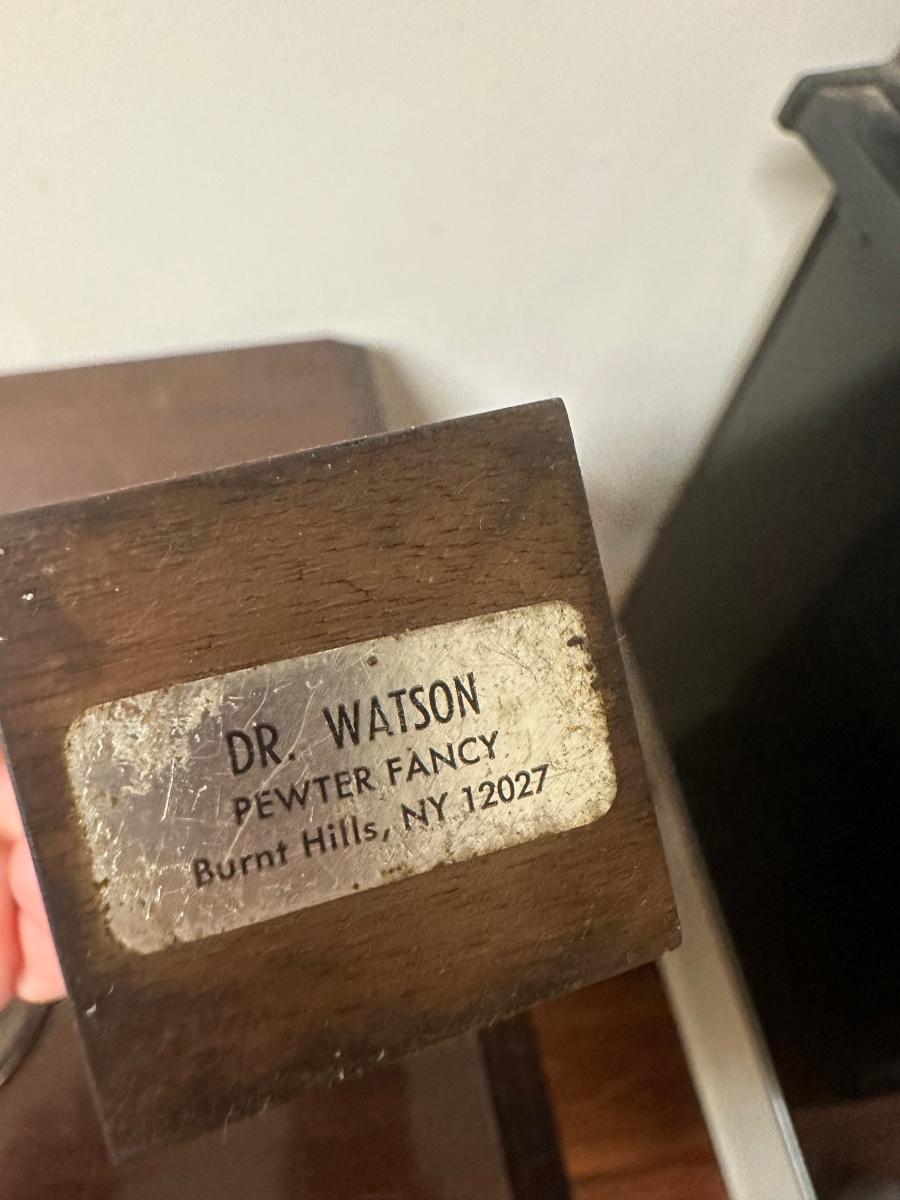 DR. WATSON
PEWTER FANCY
Burnt Hills, NY 12027